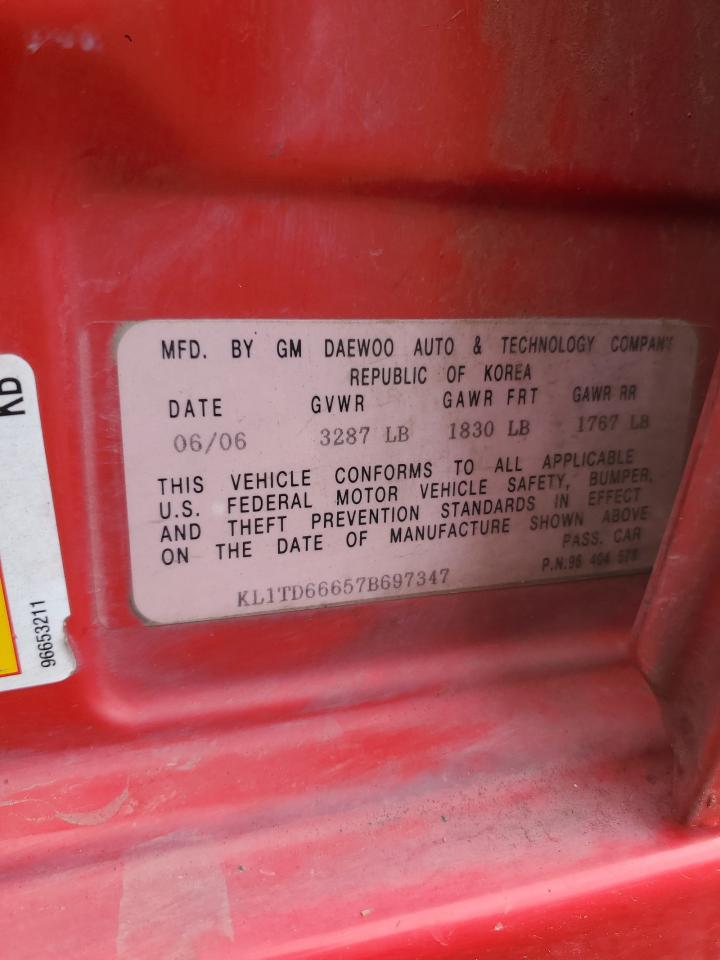 MFD. BY GM DAEWOO AUTO & TECHNOLOGY COMPANY
REPUBLIC OF KOREA
DATE GVWR GAWR FRT GAWR RR
06/06 3287 LB 1830 LB 1767 LB
THIS VEHICLE CONFORMS TO ALL APPLICABLE
U.S. FEDERAL MOTOR VEHICLE SAFETY, BUMPER,
AND THEFT PREVENTION STANDARDS IN EFFECT
ON THE DATE OF MANUFACTURE SHOWN ABOVE
PASS. CAR
KL1TD66657B697347
P.N.96 404
96653211